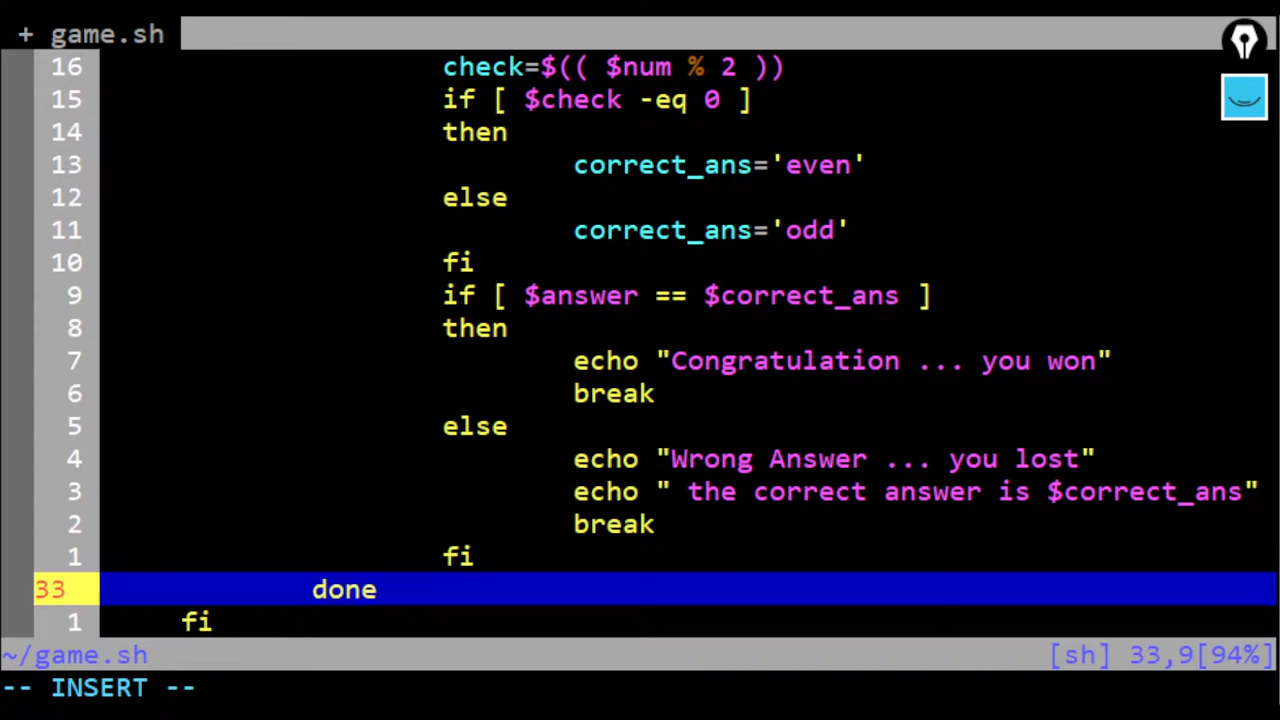 + game.sh
16 check=$(( $num % 2 ))
15 if [ $check -eq 0 ]
14 then
13 correct_ans='even'
12 else
11 correct_ans='odd'
10 fi
9 if [ $answer == $correct_ans ]
8 then
7 echo "Congratulation ... you won"
6 break
5 else
4 echo "Wrong Answer ... you lost"
3 echo " the correct answer is $correct_ans"
2 break
1 fi
33 done
1 fi
~/game.sh [sh] 33,9[94%]
-- INSERT --